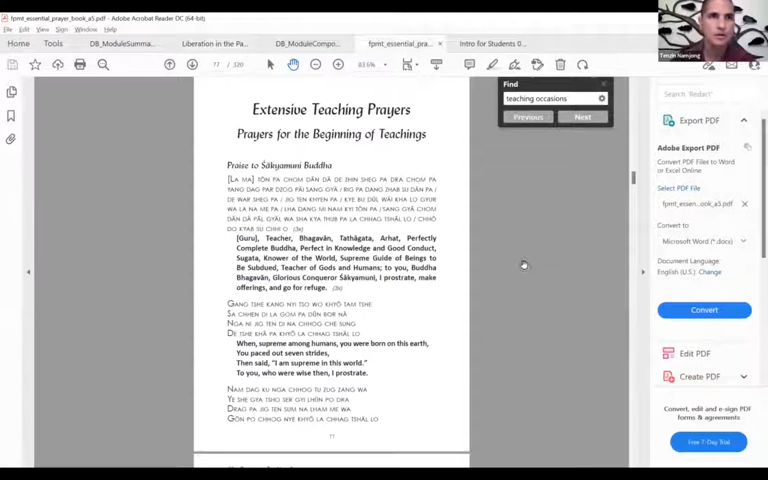 fpmt_essential_prayer_book_a5.pdf - Adobe Acrobat Reader DC (64-bit)
File Edit View Sign Window Help
Home Tools DB_ModuleSumma... Liberation in the Pa... DB_ModuleCompo... fpmt_essential_pra... × Intro for Students 0...
77 / 320 83.6%
Tenzin Namjong
Find
teaching occasions
Previous Next
Extensive Teaching Prayers
Prayers for the Beginning of Teachings
Praise to Śākyamuni Buddha
[LA MA] TÖN PA CHOM DÄN DÄ DE ZHIN SHEG PA DRA CHOM PA
YANG DAG PAR DZOG PÄI SANG GYÄ / RIG PA DANG ZHAB SU DÄN PA /
DE WAR SHEG PA / JIG TEN KHYEN PA / KYE BU DÜL WÄI KHA LO GYUR
WA LA NA ME PA / LHA DANG MI NAM KYI TÖN PA / SANG GYÄ CHOM
DÄN DÄ PÄL GYÄL WA SHA KYA THUB PA LA CHHAG TSHÄL LO / CHHÖ
DO KYAB SU CHHI O (3x)
[Guru], Teacher, Bhagavān, Tathāgata, Arhat, Perfectly
Complete Buddha, Perfect in Knowledge and Good Conduct,
Sugata, Knower of the World, Supreme Guide of Beings to
Be Subdued, Teacher of Gods and Humans; to you, Buddha
Bhagavān, Glorious Conqueror Śākyamuni, I prostrate, make
offerings, and go for refuge. (3x)
GANG TSHE KANG NYI TSO WO KHYÖ TAM TSHE
SA CHHEN DI LA GOM PA DÜN BOR NÄ
NGA NI JIG TEN DI NA CHHOG CHE SUNG
DE TSHE KHÄ PA KHYÖ LA CHHAG TSHÄL LO
When, supreme among humans, you were born on this earth,
You paced out seven strides,
Then said, "I am supreme in this world."
To you, who were wise then, I prostrate.
NAM DAG KU NGA CHHOG TU ZUG ZANG WA
YE SHE GYA TSHO SER GYI LHÜN PO DRA
DRAG PA JIG TEN SUM NA LHAM ME WA
GÖN PO CHHOG NYE KHYÖ LA CHHAG TSHÄL LO
77
Search 'Redact'
Export PDF
Adobe Export PDF
Convert PDF Files to Word
or Excel Online
Select PDF File
fpmt_essen...ook_a5.pdf ×
Convert to
Microsoft Word (*.docx)
Document Language:
English (U.S.) Change
Convert
Edit PDF
Create PDF
Convert, edit and e-sign PDF
forms & agreements
Free 7-Day Trial